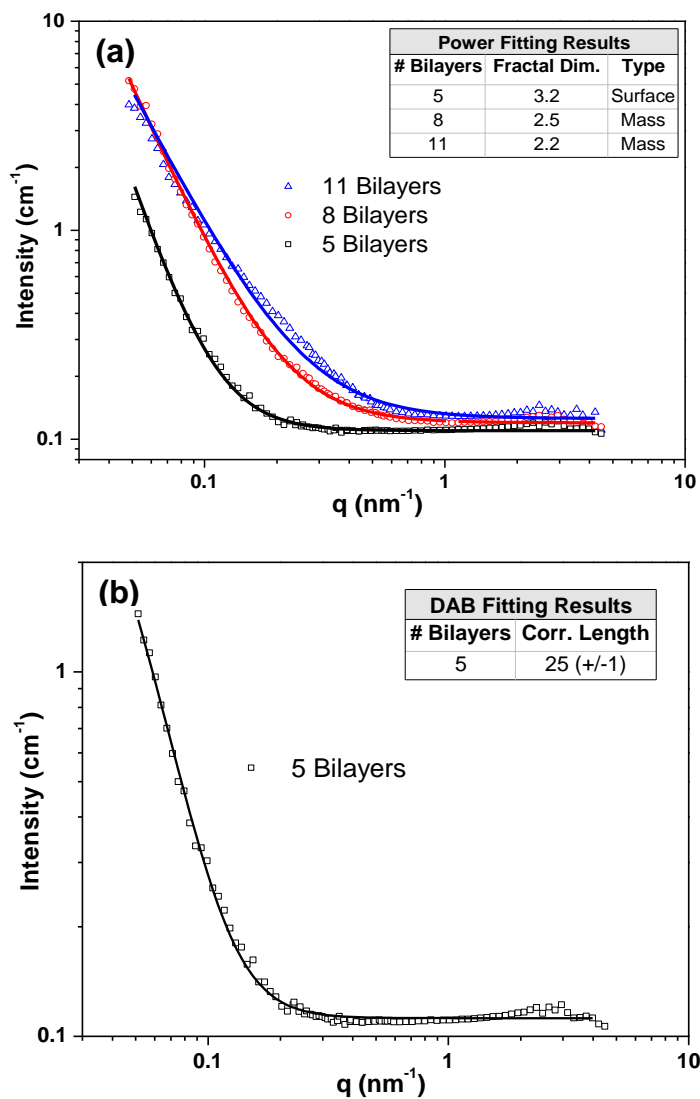 (a)
10
1
0.1
Intensity (cm⁻¹)
Power Fitting Results
# Bilayers Fractal Dim. Type
5 3.2 Surface
8 2.5 Mass
11 2.2 Mass
11 Bilayers
8 Bilayers
5 Bilayers
0.1 1 10
q (nm⁻¹)
(b)
1
0.1
Intensity (cm⁻¹)
DAB Fitting Results
# Bilayers Corr. Length
5 25 (+/-1)
5 Bilayers
0.1 1 10
q (nm⁻¹)